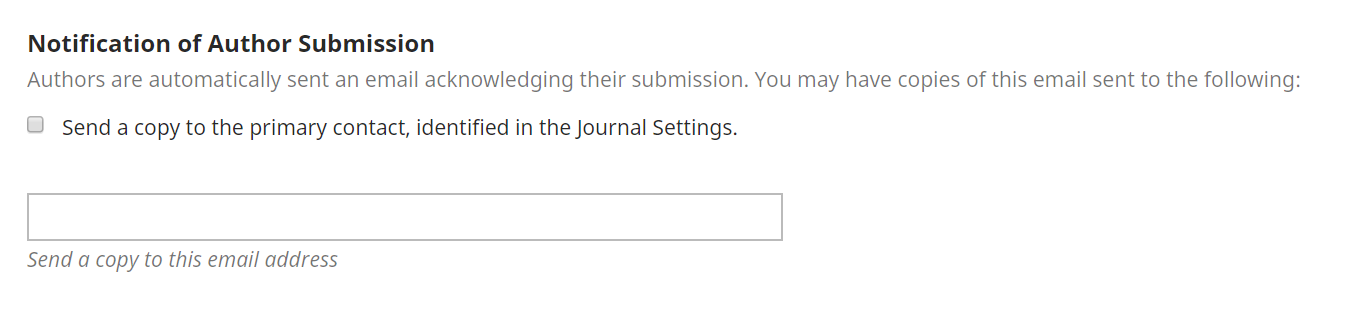 Notification of Author Submission
Authors are automatically sent an email acknowledging their submission. You may have copies of this email sent to the following:
Send a copy to the primary contact, identified in the Journal Settings.
Send a copy to this email address